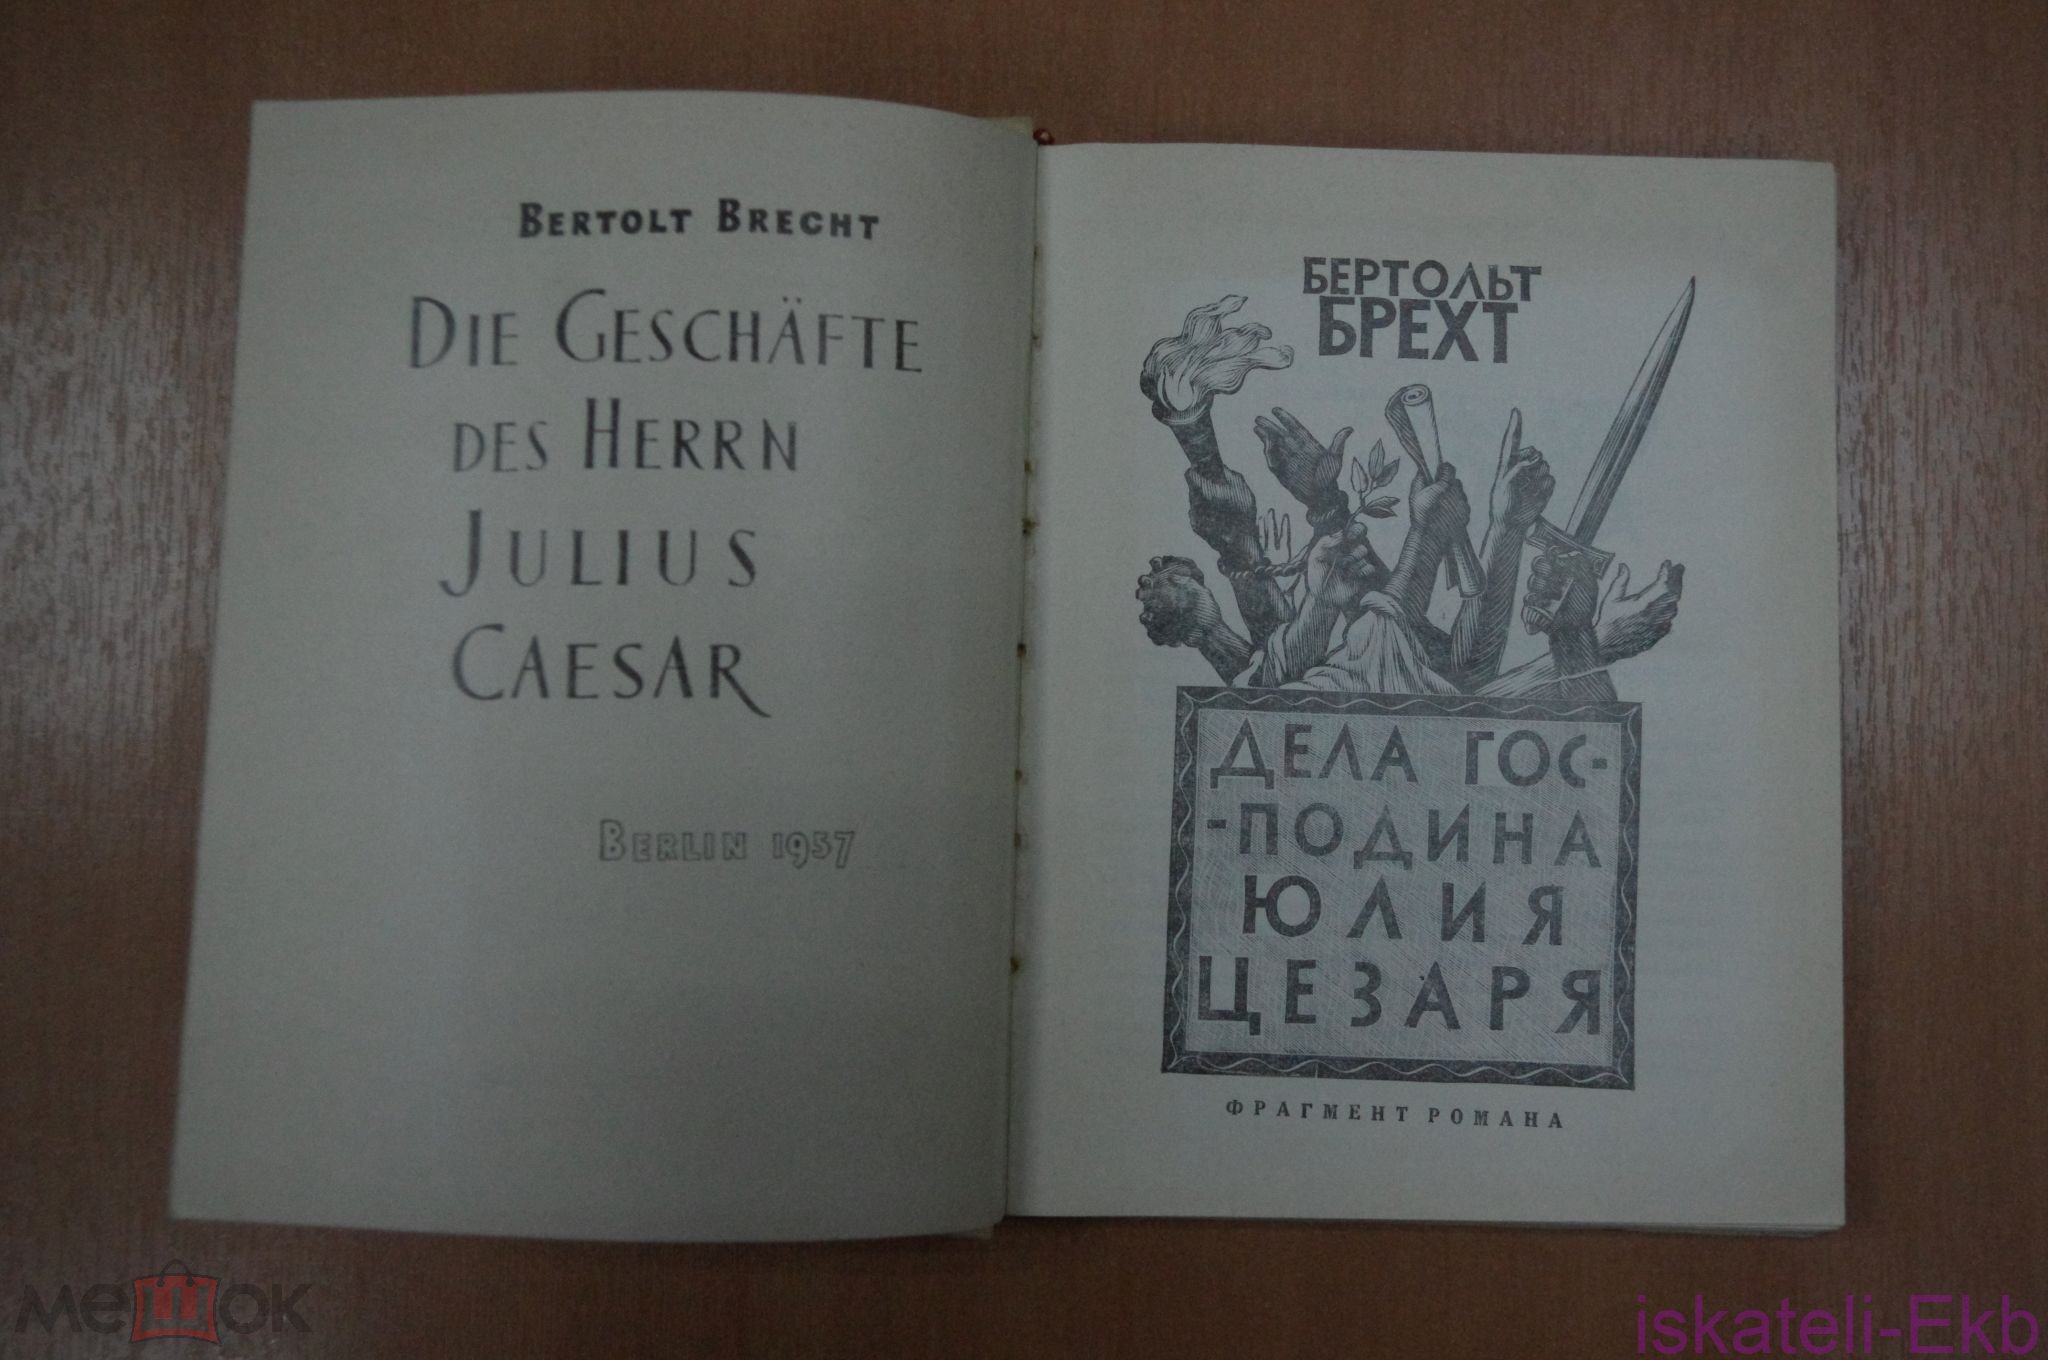 BERTOLT BRECHT
DIE GESCHÄFTE
DES HERRN
JULIUS
CAESAR
BERLIN 1957
БЕРТОЛЬТ
БРЕХТ
ДЕЛА ГОС-
-ПОДИНА
ЮЛИЯ
ЦЕЗАРЯ
ФРАГМЕНТ РОМАНА
мешок
iskateli-Ekb